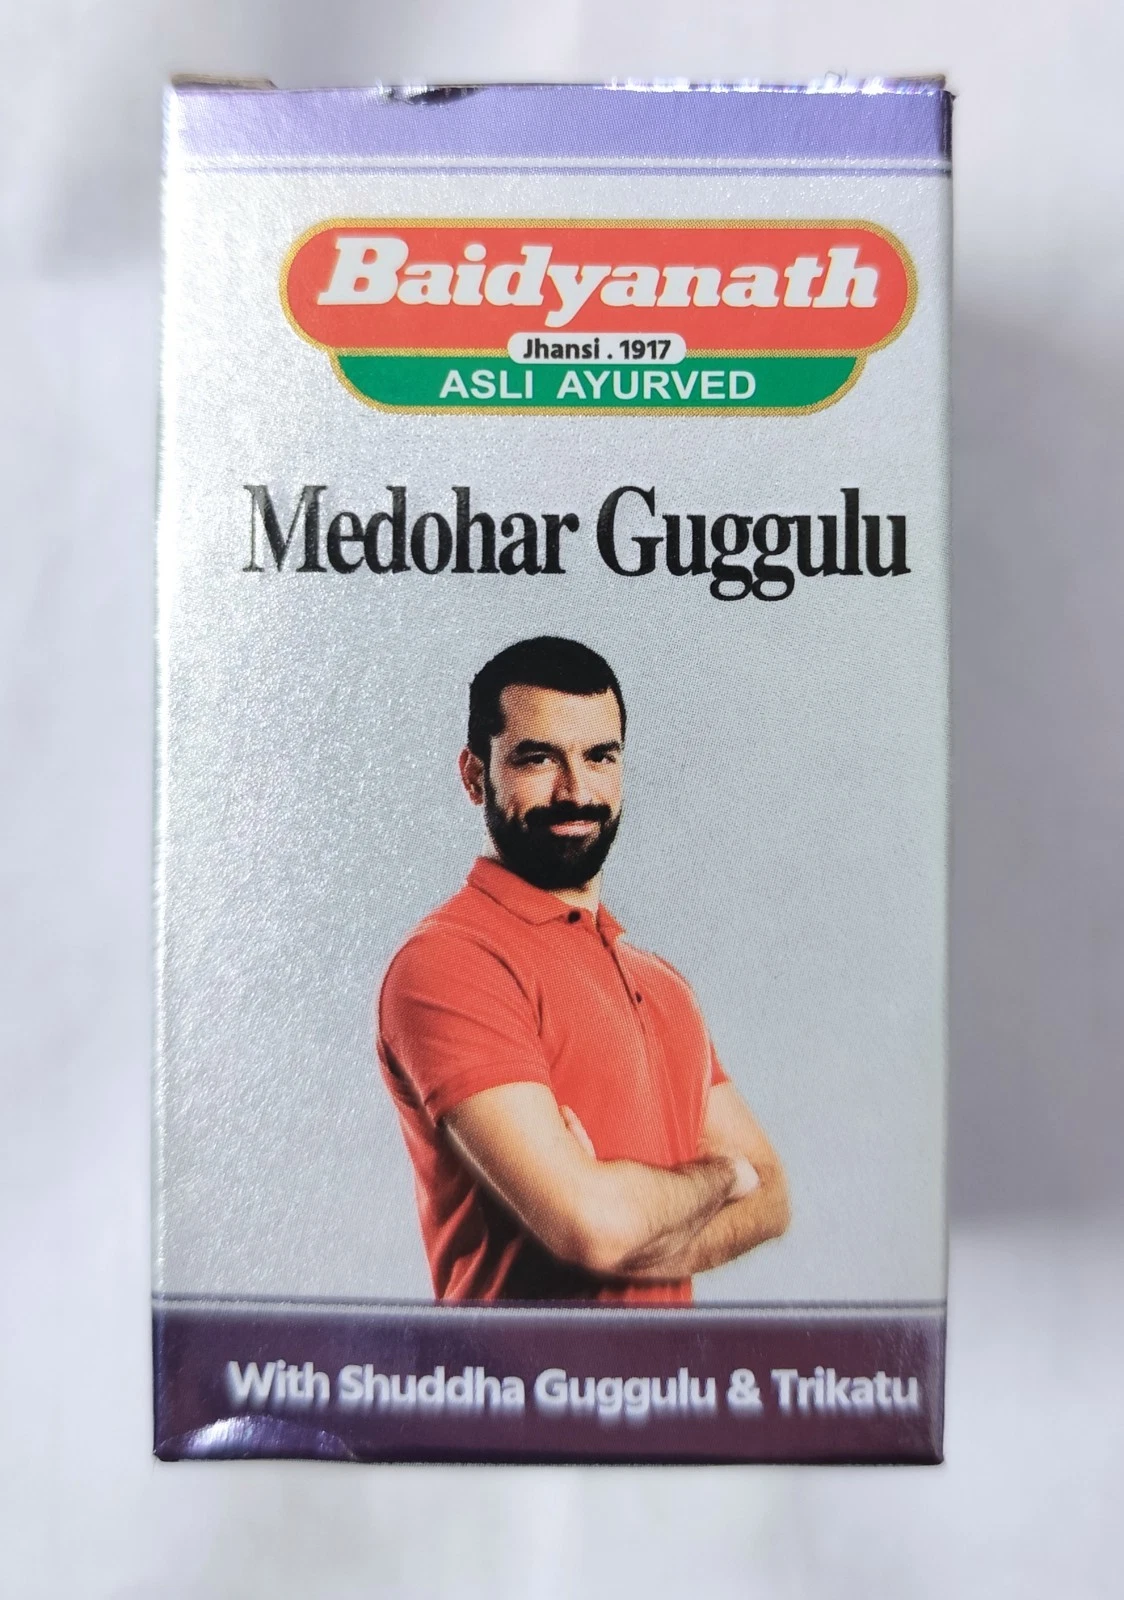 Baidyanath
Jhansi . 1917
ASLI AYURVED
Medohar Guggulu
With Shuddha Guggulu & Trikatu